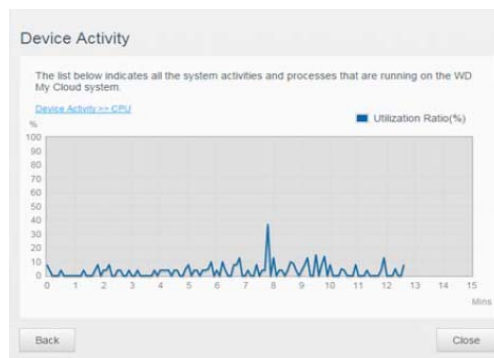 Device Activity
The list below indicates all the system activities and processes that are running on the WD
My Cloud system.
Device Activity >> CPU
Utilization Ratio(%)
%
100
90
80
70
60
50
40
30
20
10
0
0 1 2 3 4 5 6 7 8 9 10 11 12 13 14 15
Mins
Back Close